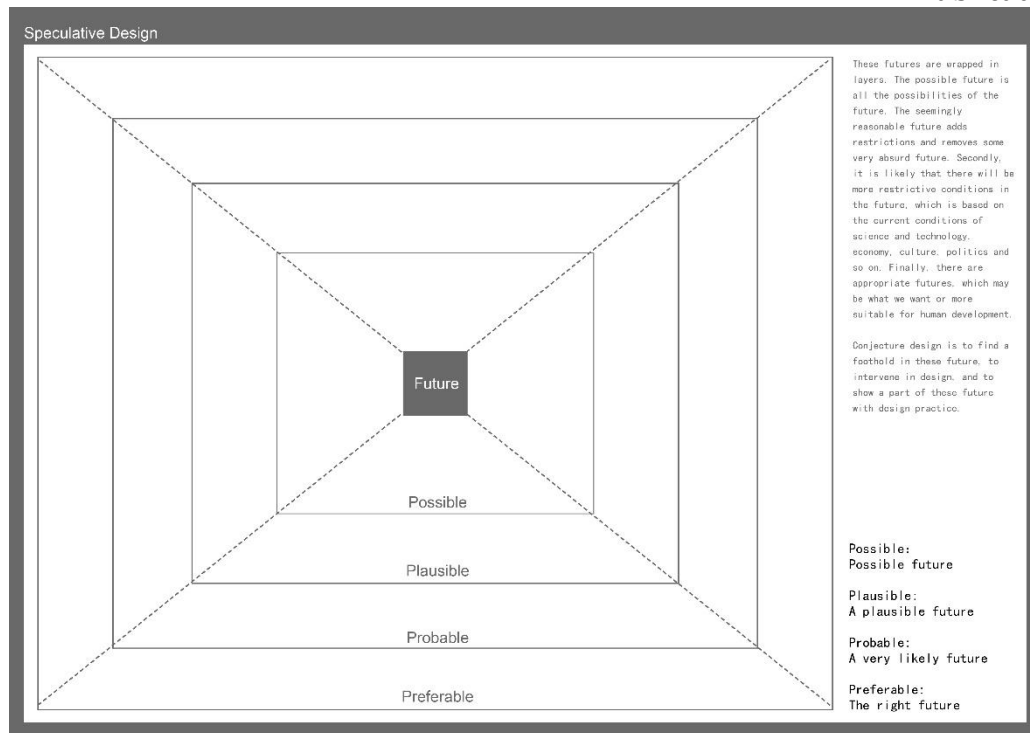 Speculative Design
These futures are wrapped in
layers. The possible future is
all the possibilities of the
future. The seemingly
reasonable future adds
restrictions and removes some
very absurd future. Secondly,
it is likely that there will be
more restrictive conditions in
the future, which is based on
the current conditions of
science and technology,
economy, culture, politics and
so on. Finally, there are
appropriate futures, which may
be what we want or more
suitable for human development.
Conjecture design is to find a
foothold in these future, to
intervene in design, and to
show a part of these future
with design practice.
Future
Possible
Plausible
Probable
Preferable
Possible:
Possible future
Plausible:
A plausible future
Probable:
A very likely future
Preferable:
The right future